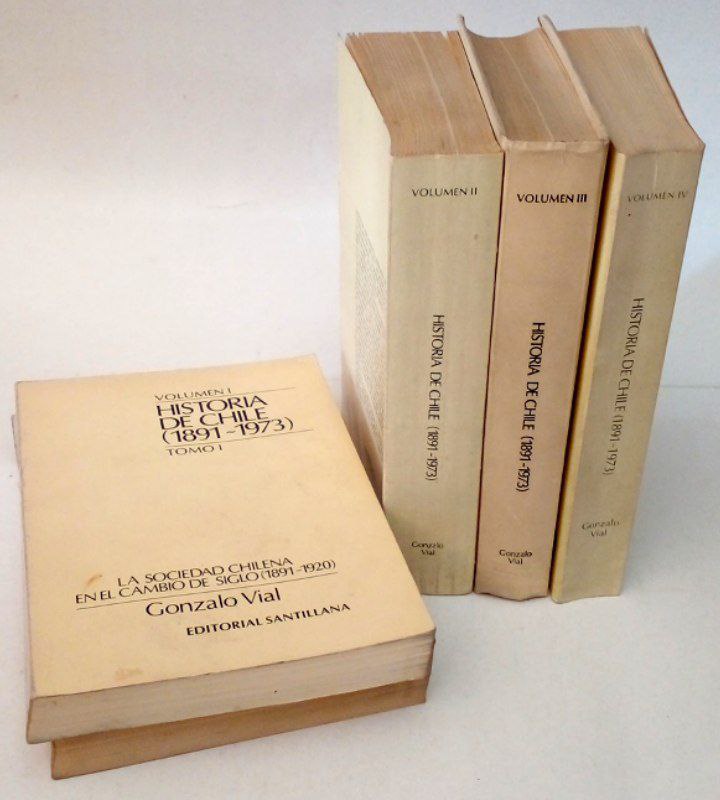 VOLUMEN I
HISTORIA
DE CHILE
(1891-1973)
TOMO I
LA SOCIEDAD CHILENA
EN EL CAMBIO DE SIGLO (1891-1920)
Gonzalo Vial
EDITORIAL SANTILLANA
VOLUMEN II
HISTORIA DE CHILE (1891-1973)
Gonzalo
Vial
VOLUMEN III
HISTORIA DE CHILE (1891-1973)
Gonzalo
Vial
VOLUMEN IV
HISTORIA DE CHILE (1891-1973)
Gonzalo
Vial